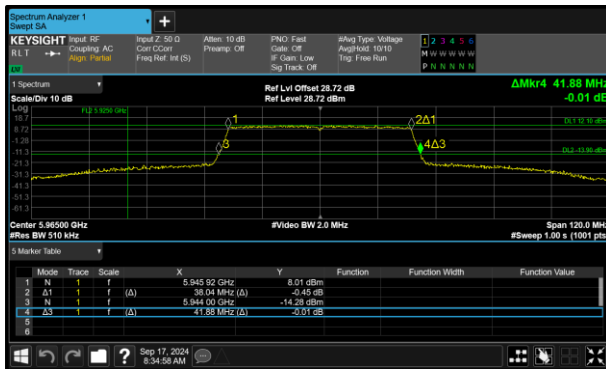 Spectrum Analyzer 1
Swept SA
KEYSIGHT
RLT
Input: RF
Coupling: AC
Align: Partial
Input Z: 50 Ω
Corr CCorr
Freq Ref: Int (S)
Atten: 10 dB
Preamp: Off
PNO: Fast
Gate: Off
IF Gain: Low
Sig Track: Off
#Avg Type: Voltage
Avg|Hold: 10/10
Trig: Free Run
1 2 3 4 5 6
M W W W W W
P N N N N N
1 Spectrum
Scale/Div 10 dB
Ref Lvl Offset 28.72 dB
Ref Level 28.72 dBm
ΔMkr4 41.88 MHz
-0.01 dB
Log
18.7
8.72
-1.28
-11.3
-21.3
-31.3
-41.3
-51.3
-61.3
FL2 5.9250 GHz
1
2Δ1
3
4Δ3
DL1 12.10 dBm
DL2 -13.90 dBm
Center 5.96500 GHz
#Res BW 510 kHz
#Video BW 2.0 MHz
Span 120.0 MHz
#Sweep 1.00 s (1001 pts
5 Marker Table
Mode Trace Scale X Y Function Function Width Function Value
1 N 1 f 5.945 92 GHz 8.01 dBm
2 Δ1 1 f (Δ) 38.04 MHz (Δ) -0.45 dB
3 N 1 f 5.944 00 GHz -14.28 dBm
4 Δ3 1 f (Δ) 41.88 MHz (Δ) -0.01 dB
5
6
?
Sep 17, 2024
8:34:58 AM